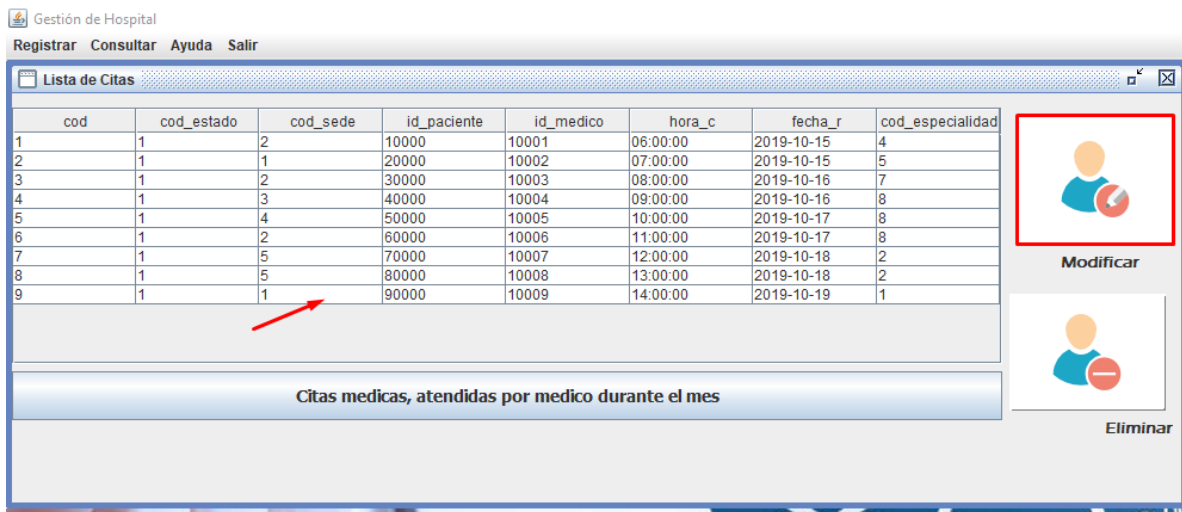 Gestión de Hospital
Registrar Consultar Ayuda Salir
Lista de Citas
cod cod_estado cod_sede id_paciente id_medico hora_c fecha_r cod_especialidad
1 1 2 10000 10001 06:00:00 2019-10-15 4
2 1 1 20000 10002 07:00:00 2019-10-15 5
3 1 2 30000 10003 08:00:00 2019-10-16 7
4 1 3 40000 10004 09:00:00 2019-10-16 8
5 1 4 50000 10005 10:00:00 2019-10-17 8
6 1 2 60000 10006 11:00:00 2019-10-17 8
7 1 5 70000 10007 12:00:00 2019-10-18 2
8 1 5 80000 10008 13:00:00 2019-10-18 2
9 1 1 90000 10009 14:00:00 2019-10-19 1
Modificar
Citas medicas, atendidas por medico durante el mes
Eliminar